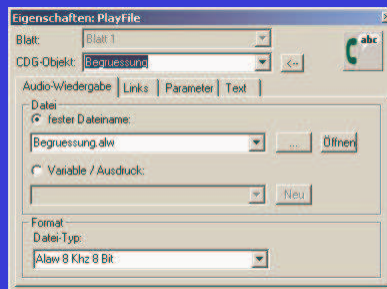 Eigenschaften: PlayFile
Blatt: Blatt 1
CDG-Objekt: Begruessung <--
abc
Audio-Wiedergabe Links Parameter Text
Datei
fester Dateiname:
Begruessung.alw ... Öffnen
Variable / Ausdruck:
Neu
Format
Datei-Typ:
Alaw 8 Khz 8 Bit